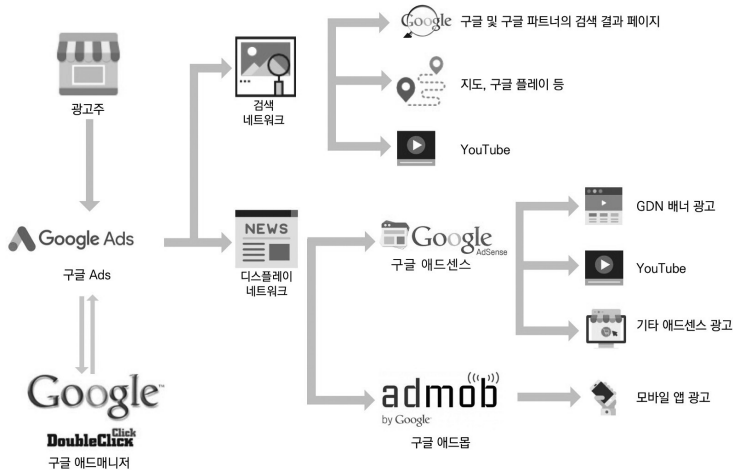 광고주
Google Ads
구글 Ads
Google™
DoubleClick
Click
구글 애드매니저
검색
네트워크
NEWS
디스플레이
네트워크
Google
구글 및 구글 파트너의 검색 결과 페이지
지도, 구글 플레이 등
YouTube
Google
AdSense
구글 애드센스
admob
by Google
구글 애드몹
GDN 배너 광고
YouTube
기타 애드센스 광고
모바일 앱 광고